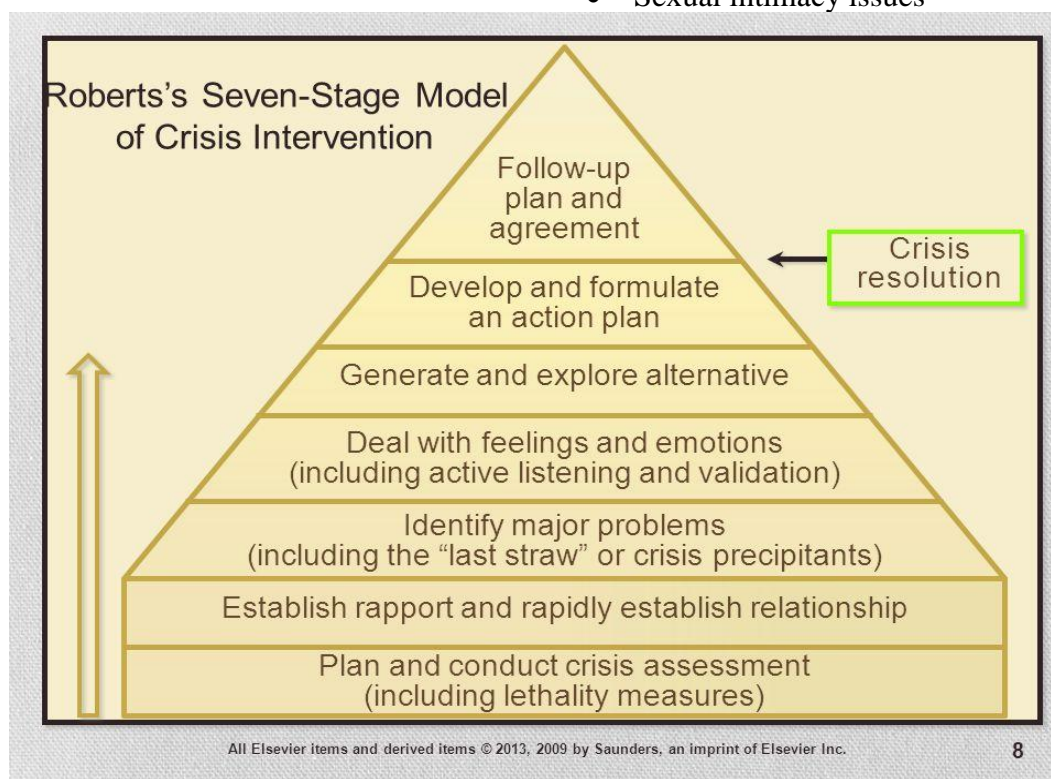 • Sexual intimacy issues
Roberts's Seven-Stage Model
of Crisis Intervention
Follow-up
plan and
agreement
Crisis
resolution
Develop and formulate
an action plan
Generate and explore alternative
Deal with feelings and emotions
(including active listening and validation)
Identify major problems
(including the “last straw” or crisis precipitants)
Establish rapport and rapidly establish relationship
Plan and conduct crisis assessment
(including lethality measures)
All Elsevier items and derived items © 2013, 2009 by Saunders, an imprint of Elsevier Inc.
8